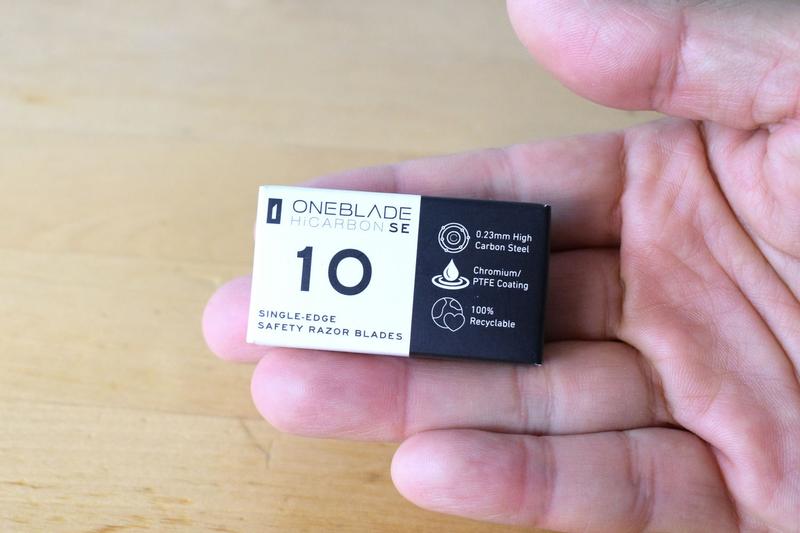 ONEBLADE
HiCARBON SE
10
SINGLE-EDGE
SAFETY RAZOR BLADES
0.23mm High
Carbon Steel
Chromium/
PTFE Coating
100%
Recyclable